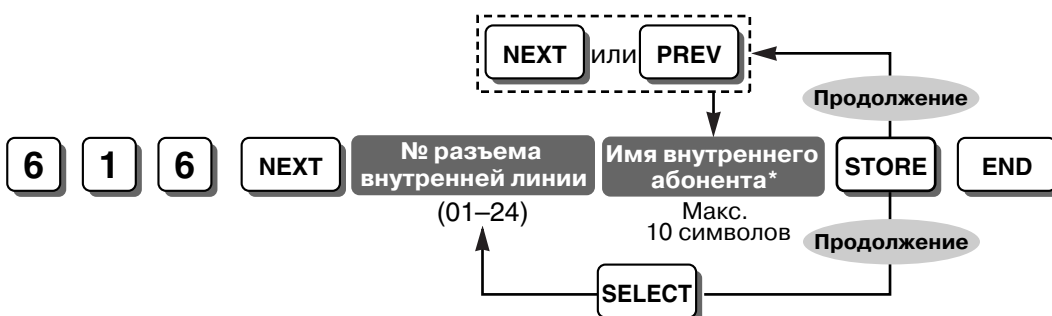 NEXT или PREV
Продолжение
6 1 6 NEXT № разъема внутренней линии Имя внутреннего абонента* STORE END
(01–24)
Макс.
10 символов
Продолжение
SELECT